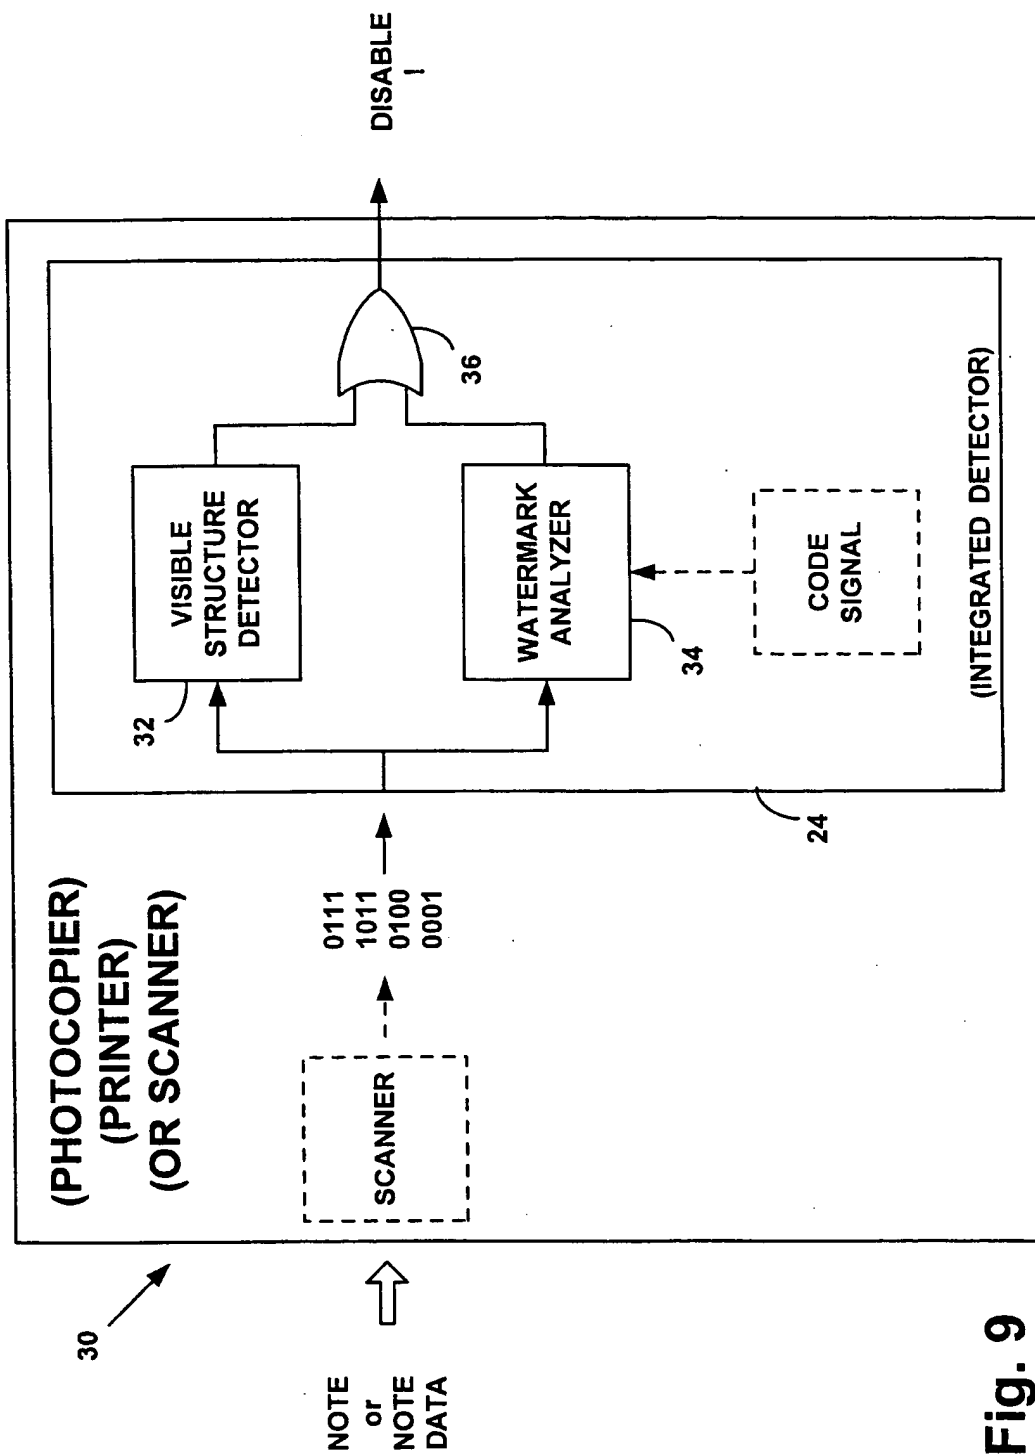 30
(PHOTOCOPIER)
(PRINTER)
(OR SCANNER)
NOTE
or
NOTE
DATA
SCANNER
0111
1011
0100
0001
32
VISIBLE
STRUCTURE
DETECTOR
WATERMARK
ANALYZER
34
CODE
SIGNAL
36
DISABLE
!
24
(INTEGRATED DETECTOR)
Fig. 9